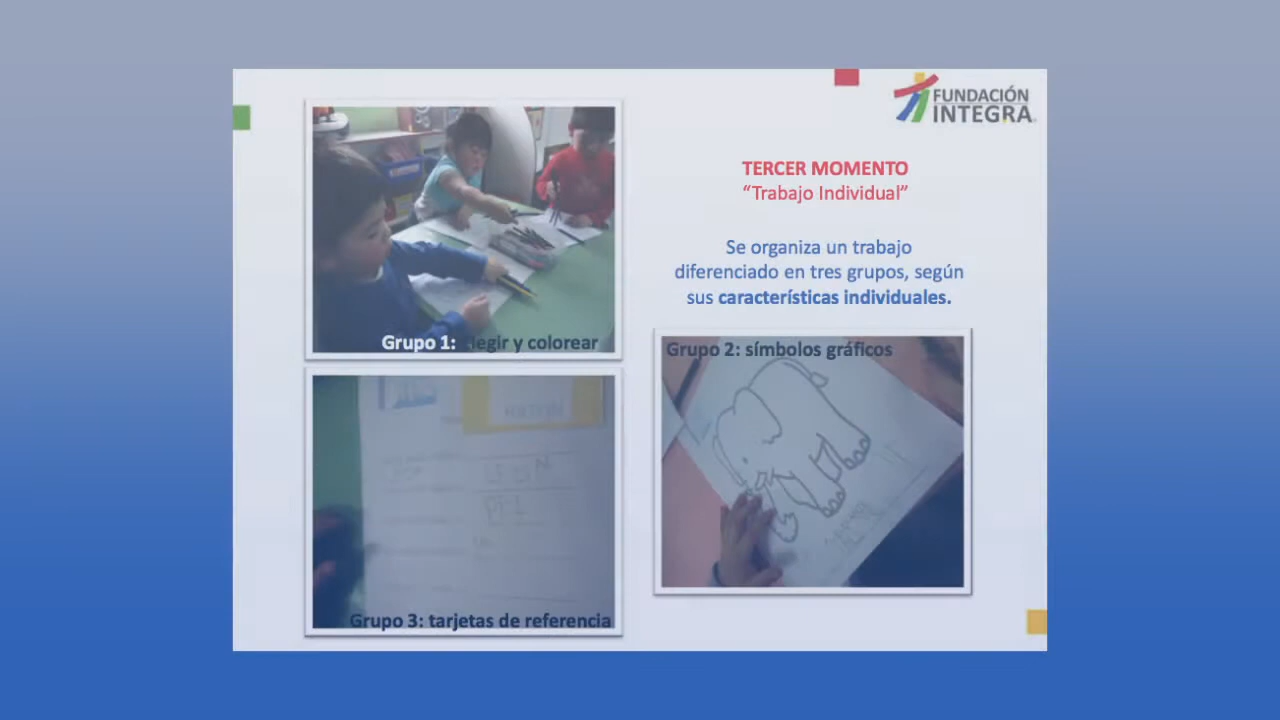 FUNDACIÓN
INTEGRA
TERCER MOMENTO
“Trabajo Individual”
Se organiza un trabajo
diferenciado en tres grupos, según
sus características individuales.
Grupo 1: legir y colorear
Grupo 2: símbolos gráficos
Grupo 3: tarjetas de referencia